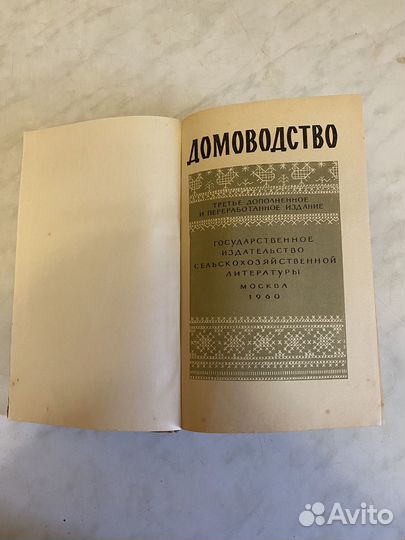 ДОМОВОДСТВО
ТРЕТЬЕ ДОПОЛНЕННОЕ
И ПЕРЕРАБОТАННОЕ ИЗДАНИЕ
ГОСУДАРСТВЕННОЕ
ИЗДАТЕЛЬСТВО
СЕЛЬСКОХОЗЯЙСТВЕННОЙ
ЛИТЕРАТУРЫ
МОСКВА
1960
Avito